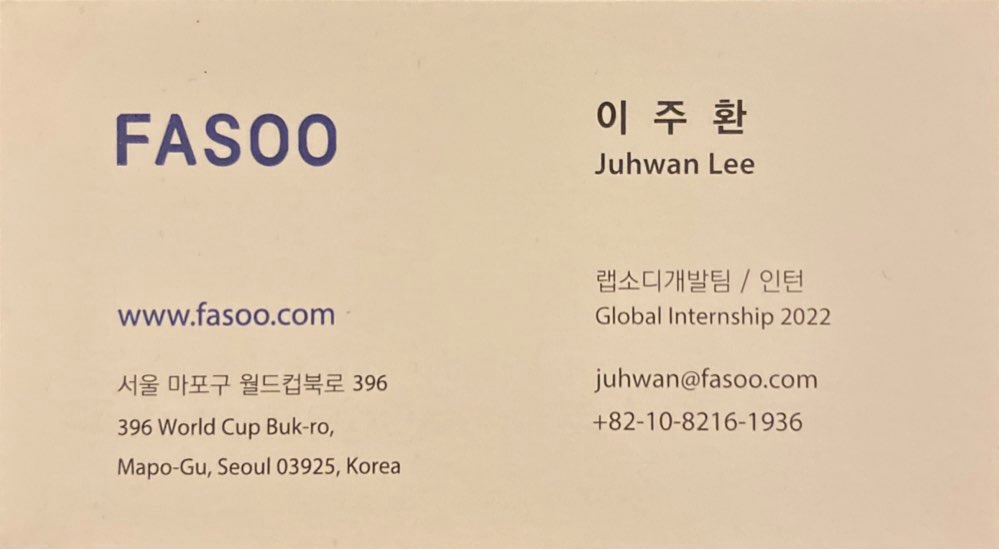 FASOO
www.fasoo.com
서울 마포구 월드컵북로 396
396 World Cup Buk-ro,
Mapo-Gu, Seoul 03925, Korea
이 주 환
Juhwan Lee
랩소디개발팀 / 인턴
Global Internship 2022
juhwan@fasoo.com
+82-10-8216-1936